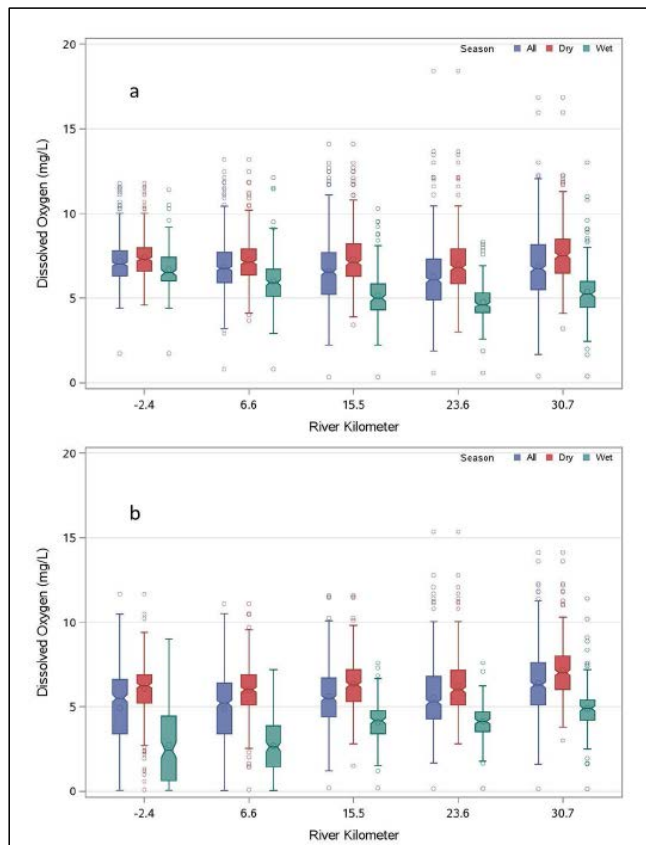 Season All Dry Wet
a
20
15
10
5
0
Dissolved Oxygen (mg/L)
-2.4 6.6 15.5 23.6 30.7
River Kilometer
Season All Dry Wet
b
20
15
10
5
0
Dissolved Oxygen (mg/L)
-2.4 6.6 15.5 23.6 30.7
River Kilometer